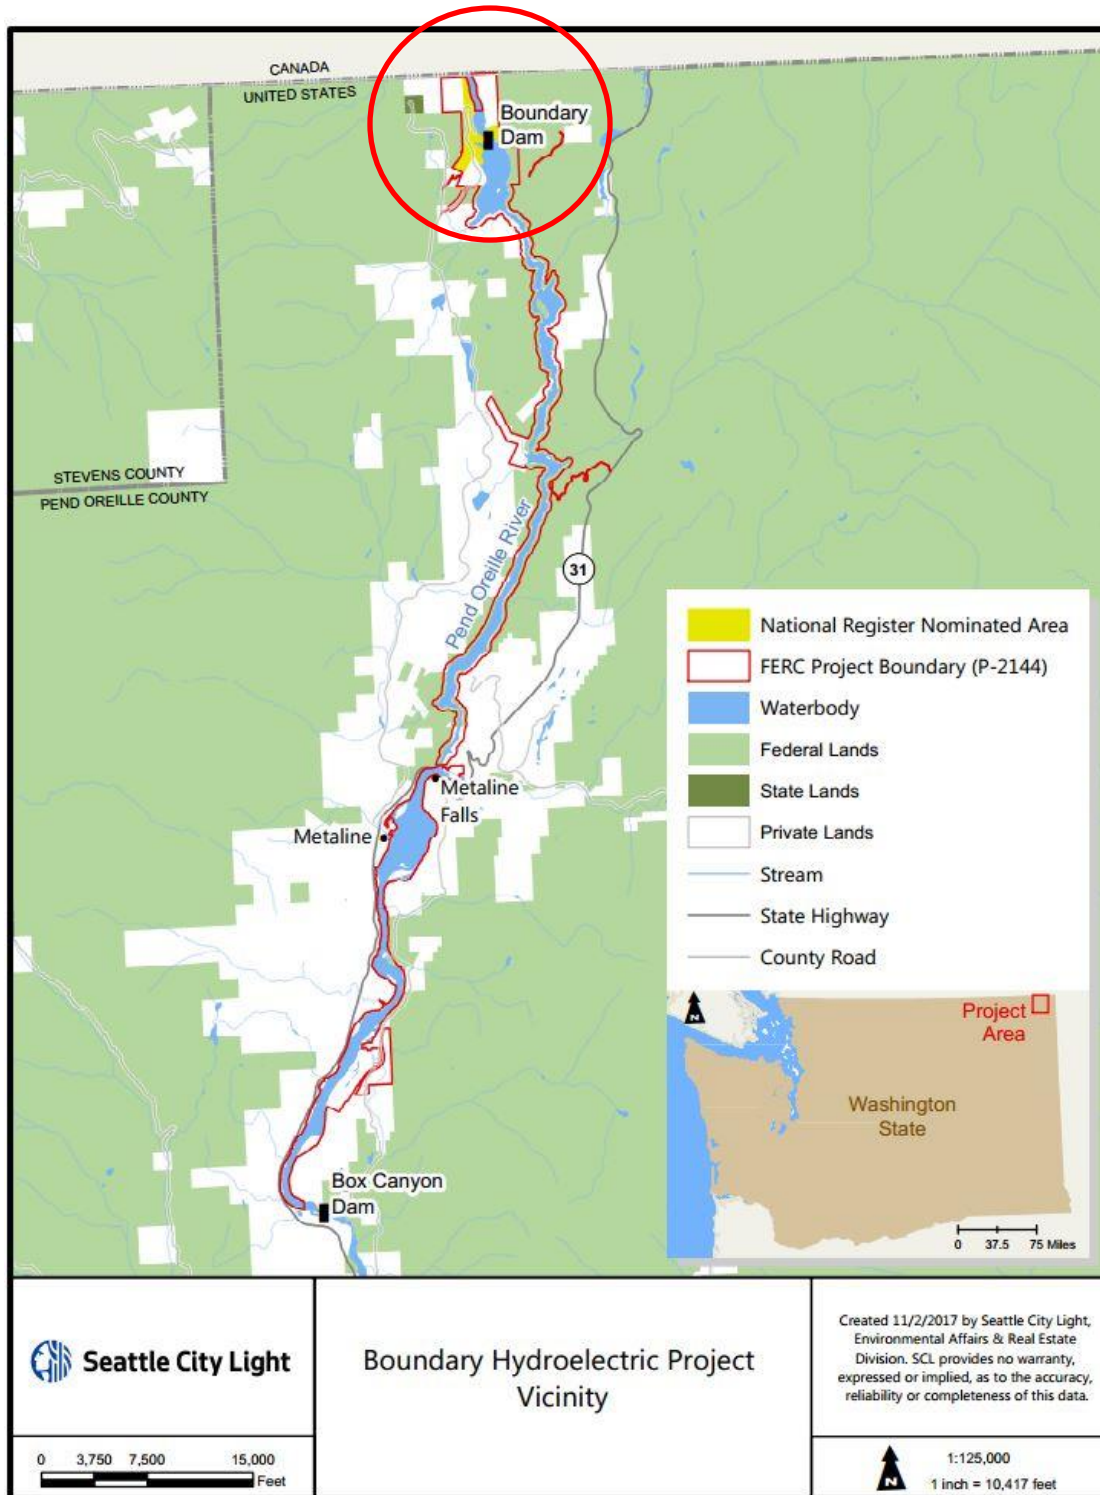 CANADA
UNITED STATES
Boundary
Dam
STEVENS COUNTY
PEND OREILLE COUNTY
Pend Oreille River
31
Metaline
Falls
Metaline
Box Canyon
Dam
National Register Nominated Area
FERC Project Boundary (P-2144)
Waterbody
Federal Lands
State Lands
Private Lands
Stream
State Highway
County Road
N
Project
Area
Washington
State
0 37.5 75 Miles
Seattle City Light
0 3,750 7,500 15,000
Feet
Boundary Hydroelectric Project
Vicinity
Created 11/2/2017 by Seattle City Light,
Environmental Affairs & Real Estate
Division. SCL provides no warranty,
expressed or implied, as to the accuracy,
reliability or completeness of this data.
N
1:125,000
1 inch = 10,417 feet